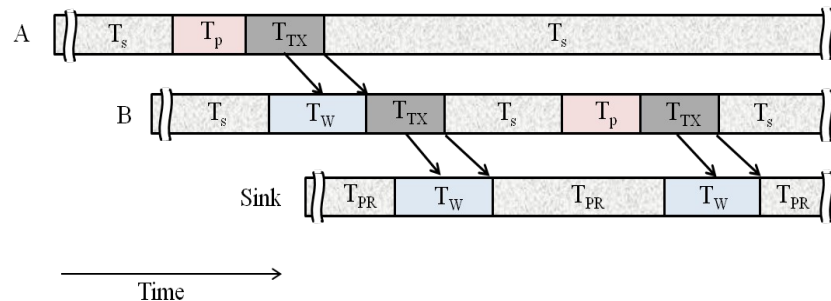 A T_s T_p T_TX T_s
B T_s T_W T_TX T_s T_p T_TX T_s
Sink T_PR T_W T_PR T_W T_PR
Time